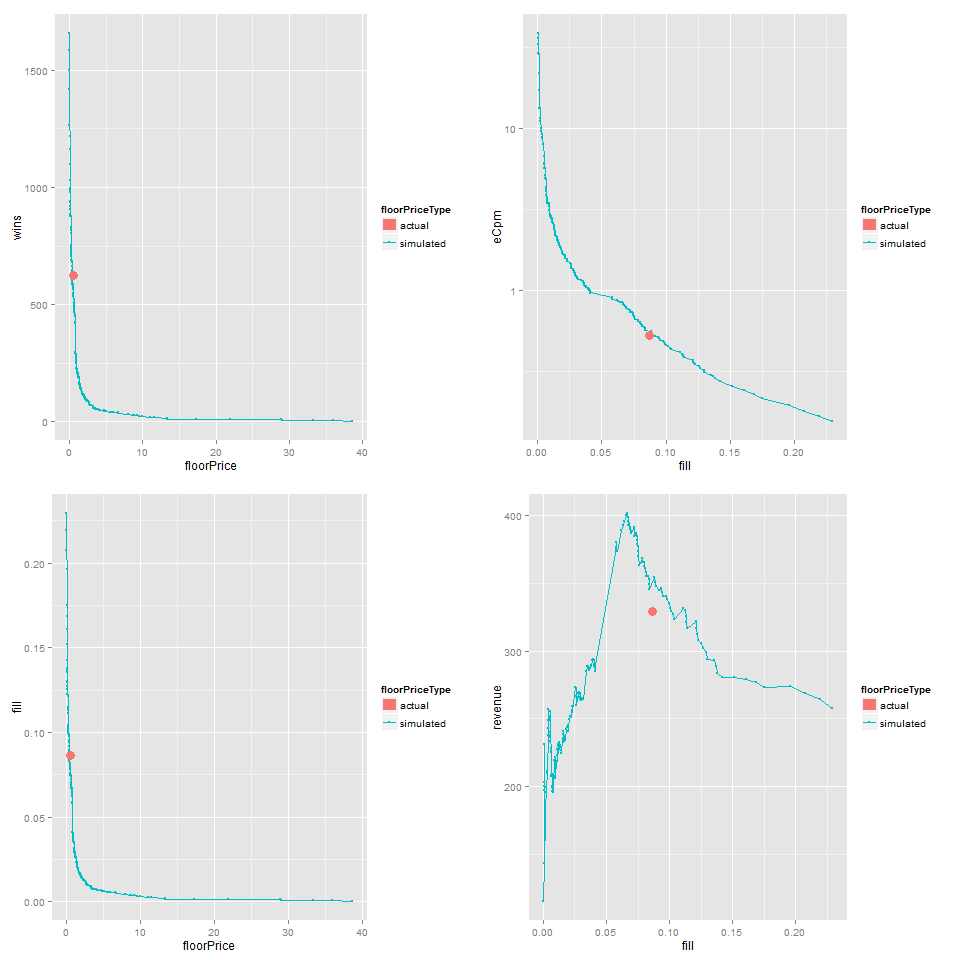 wins
1500
1000
500
0
0
10
20
30
40
floorPrice
floorPriceType
actual
simulated
eCpm
10
1
0.00
0.05
0.10
0.15
0.20
fill
floorPriceType
actual
simulated
fill
0.20
0.15
0.10
0.05
0.00
0
10
20
30
40
floorPrice
floorPriceType
actual
simulated
revenue
400
300
200
0.00
0.05
0.10
0.15
0.20
fill
floorPriceType
actual
simulated